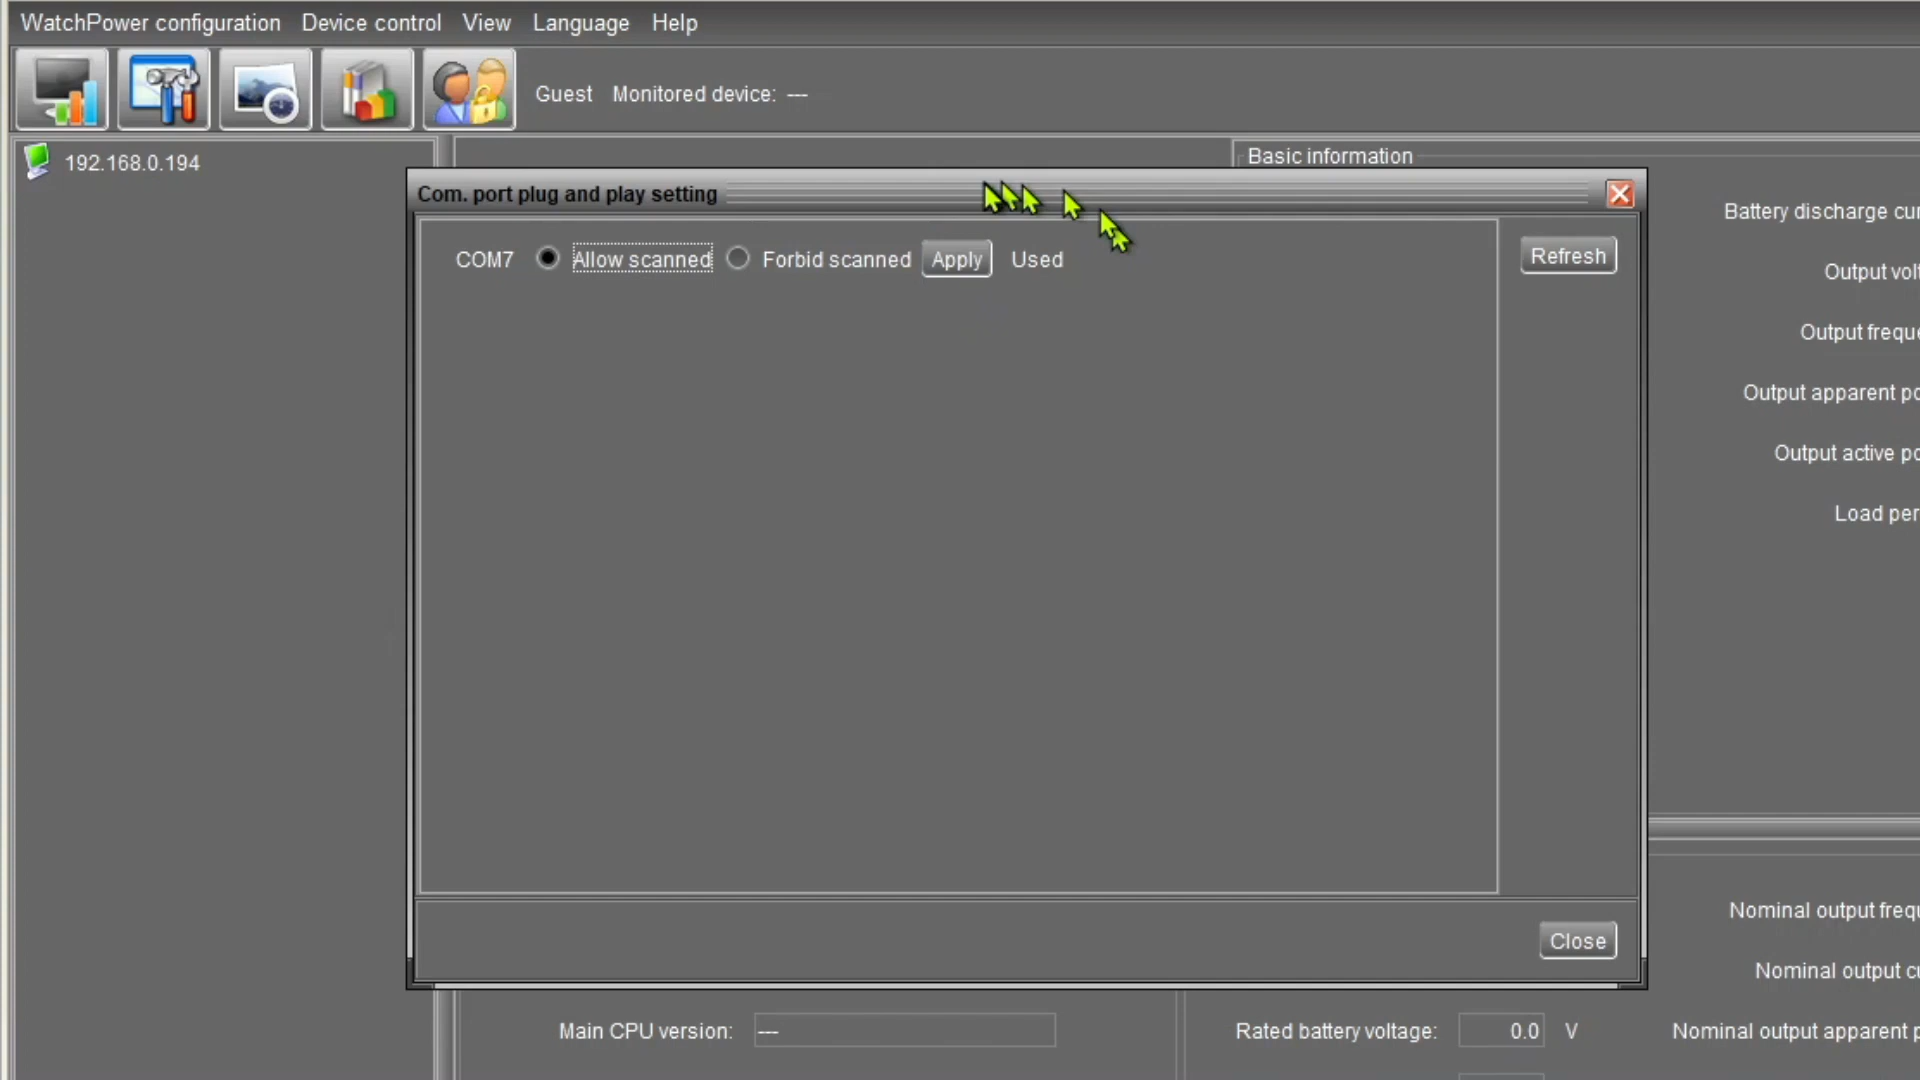 WatchPower configuration Device control View Language Help
Guest Monitored device: ---
192.168.0.194
Basic information
Com. port plug and play setting
Battery discharge cur
COM7 Allow scanned Forbid scanned Apply Used Refresh
Output volt
Output freque
Output apparent po
Output active po
Load per
Nominal output frequ
Close
Nominal output cu
Main CPU version: --- Rated battery voltage: 0.0 V Nominal output apparent p